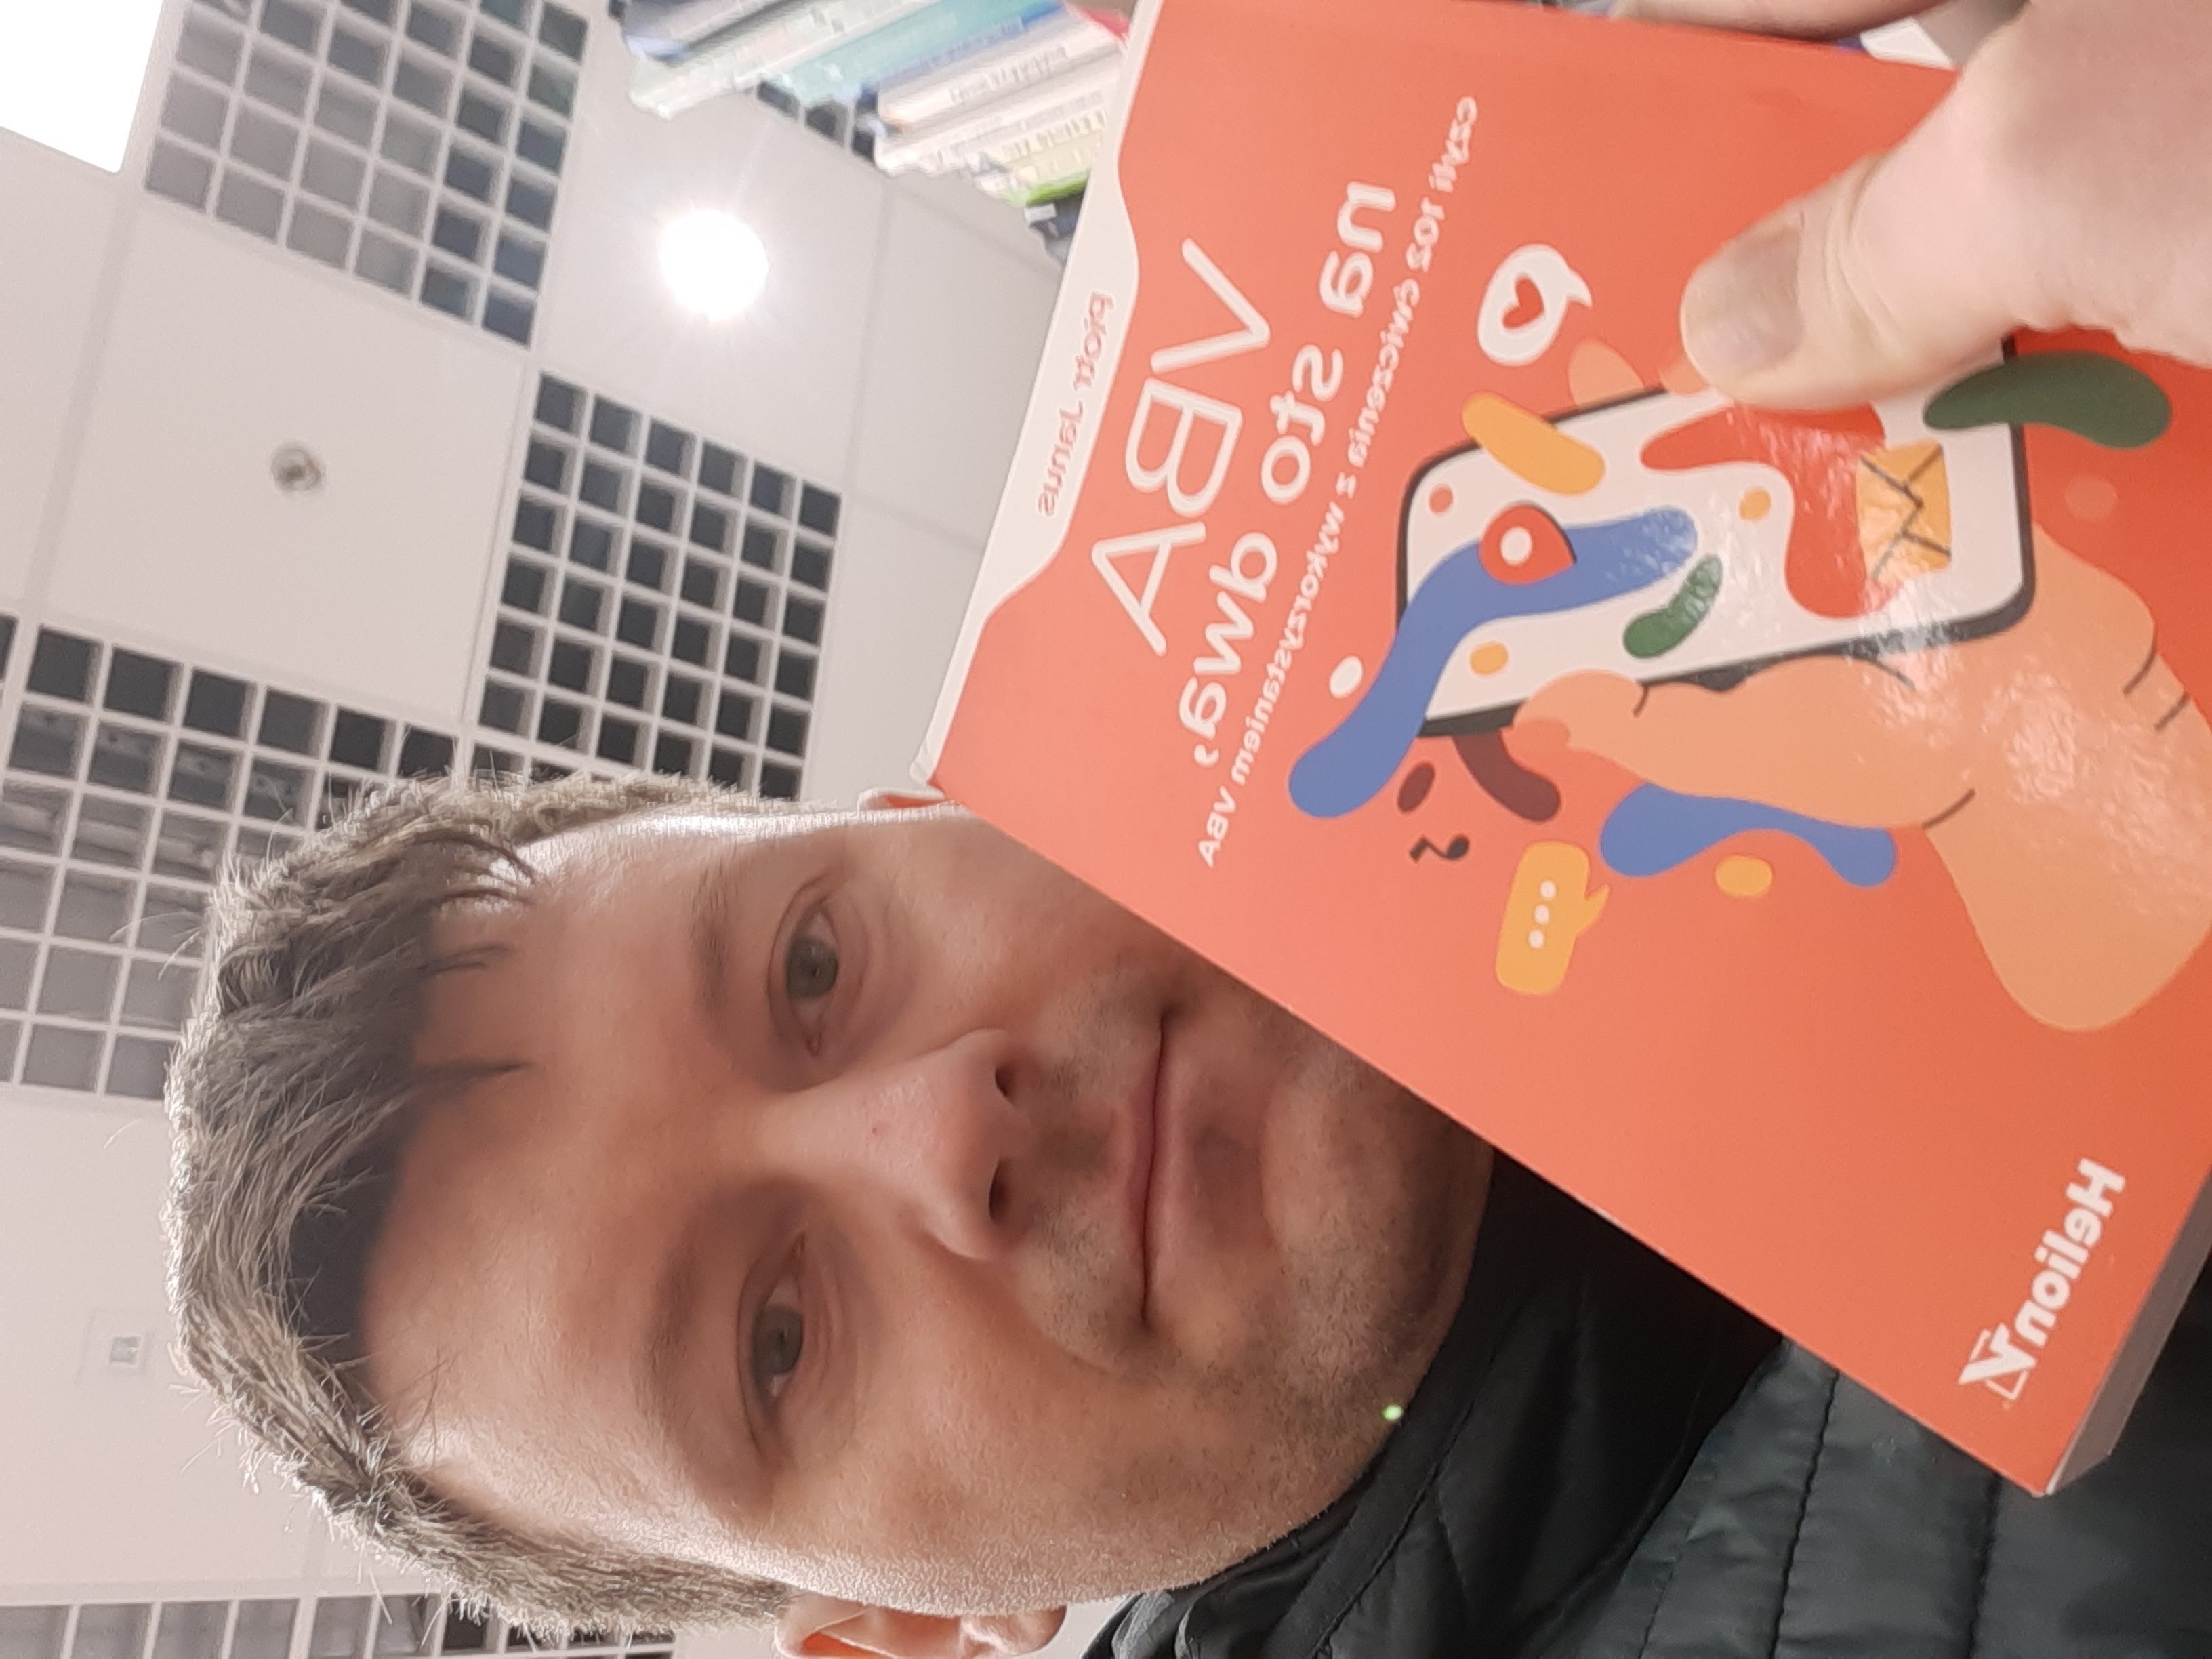 Piotr Janus
VBA
na sto dwa,
czyli 102 ćwiczenia z wykorzystaniem VBA
Helion